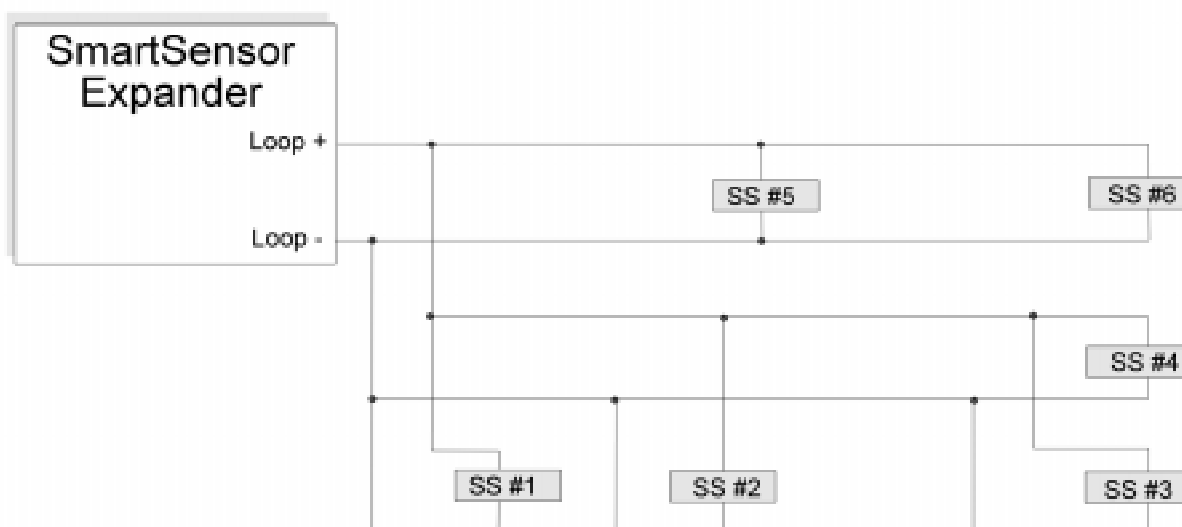 SmartSensor
Expander
Loop +
Loop -
SS #5
SS #6
SS #4
SS #1
SS #2
SS #3